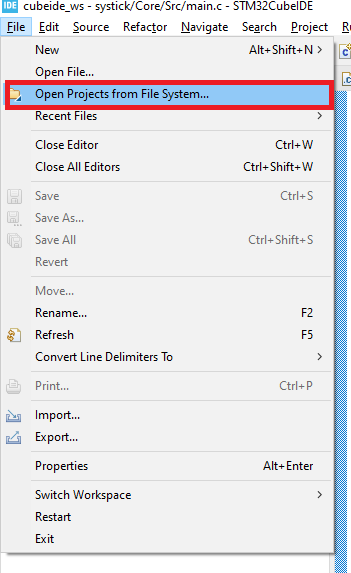 IDE cubeide_ws - systick/Core/Src/main.c - STM32CubeIDE
File Edit Source Refactor Navigate Search Project Ru
New Alt+Shift+N
Open File...
Open Projects from File System...
Recent Files
Close Editor Ctrl+W
Close All Editors Ctrl+Shift+W
Save Ctrl+S
Save As...
Save All Ctrl+Shift+S
Revert
Move...
Rename... F2
Refresh F5
Convert Line Delimiters To
Print... Ctrl+P
Import...
Export...
Properties Alt+Enter
Switch Workspace
Restart
Exit